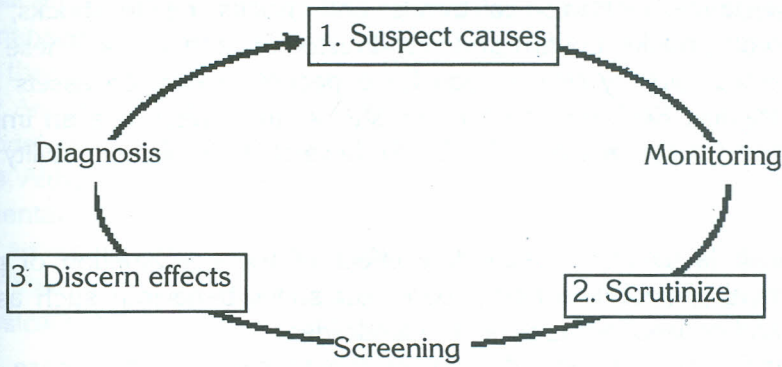 1. Suspect causes
Diagnosis
Monitoring
3. Discern effects
2. Scrutinize
Screening